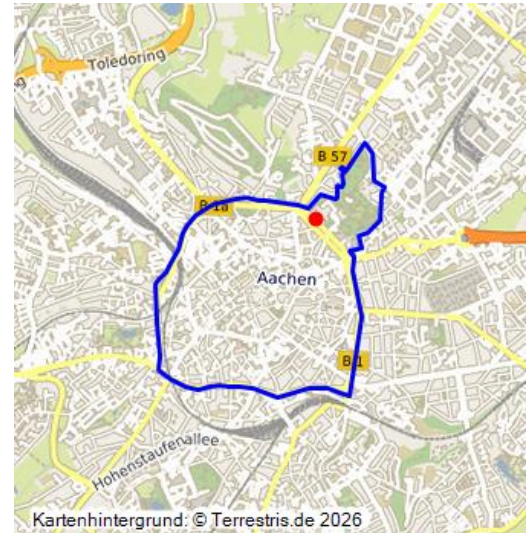 Toledoring
B 57
B 1a
Aachen
B 1
Hohenstaufenallee
Kartenhintergrund: © Terrestris.de 2026